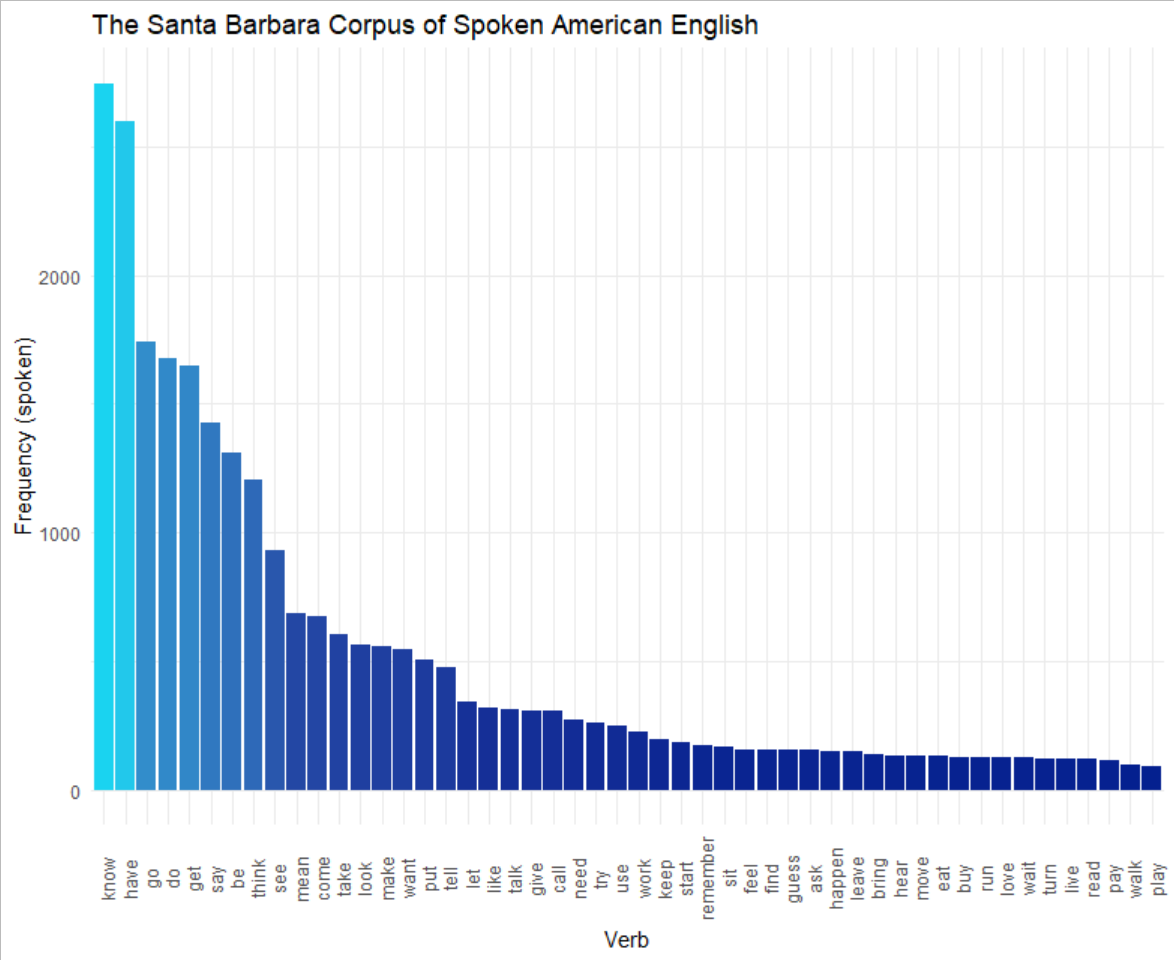 The Santa Barbara Corpus of Spoken American English
Frequency (spoken)
2000
1000
0
know
have
go
do
get
say
be
think
see
mean
come
take
look
make
want
put
tell
let
like
talk
give
call
need
try
use
work
keep
start
remember
sit
feel
find
guess
ask
happen
leave
bring
hear
move
eat
buy
run
love
wait
turn
live
read
pay
walk
play
Verb